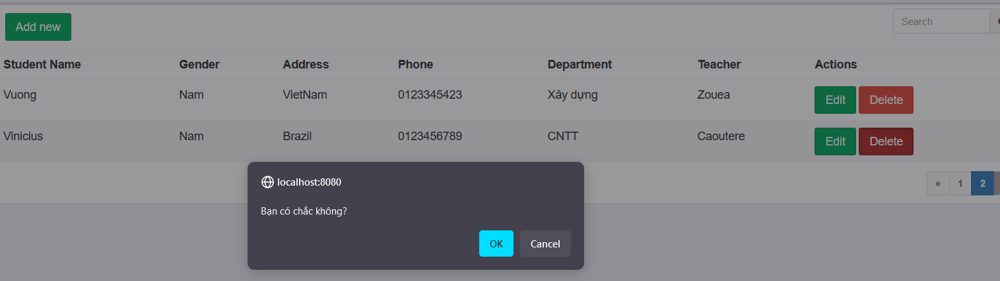 Add new
Search
Student Name Gender Address Phone Department Teacher Actions
Vuong Nam VietNam 0123345423 Xây dựng Zouea Edit Delete
Vinicius Nam Brazil 0123456789 CNTT Caoutere Edit Delete
localhost:8080
Bạn có chắc không?
OK Cancel
« 1 2